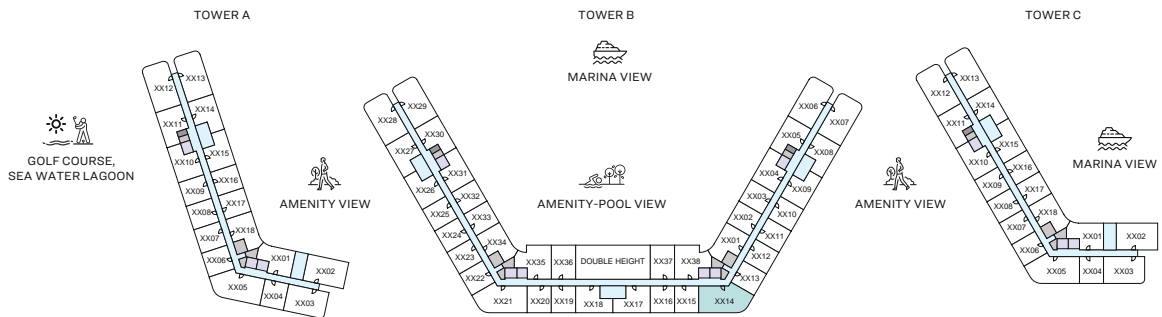 TOWER A
TOWER B
TOWER C
MARINA VIEW
GOLF COURSE,
SEA WATER LAGOON
AMENITY VIEW
AMENITY-POOL VIEW
AMENITY VIEW
MARINA VIEW
XX13
XX12
XX14
XX11
XX15
XX10
XX16
XX09
XX17
XX08
XX18
XX07
XX06
XX01
XX02
XX05
XX04
XX03
XX29
XX28
XX30
XX27
XX31
XX26
XX32
XX25
XX33
XX24
XX34
XX23
XX22
XX35
XX36
DOUBLE HEIGHT
XX37
XX38
XX21
XX20
XX19
XX18
XX17
XX16
XX15
XX14
XX06
XX07
XX05
XX08
XX04
XX09
XX03
XX10
XX02
XX11
XX01
XX12
XX13
XX13
XX12
XX14
XX11
XX15
XX10
XX16
XX09
XX17
XX08
XX18
XX07
XX06
XX01
XX02
XX05
XX04
XX03